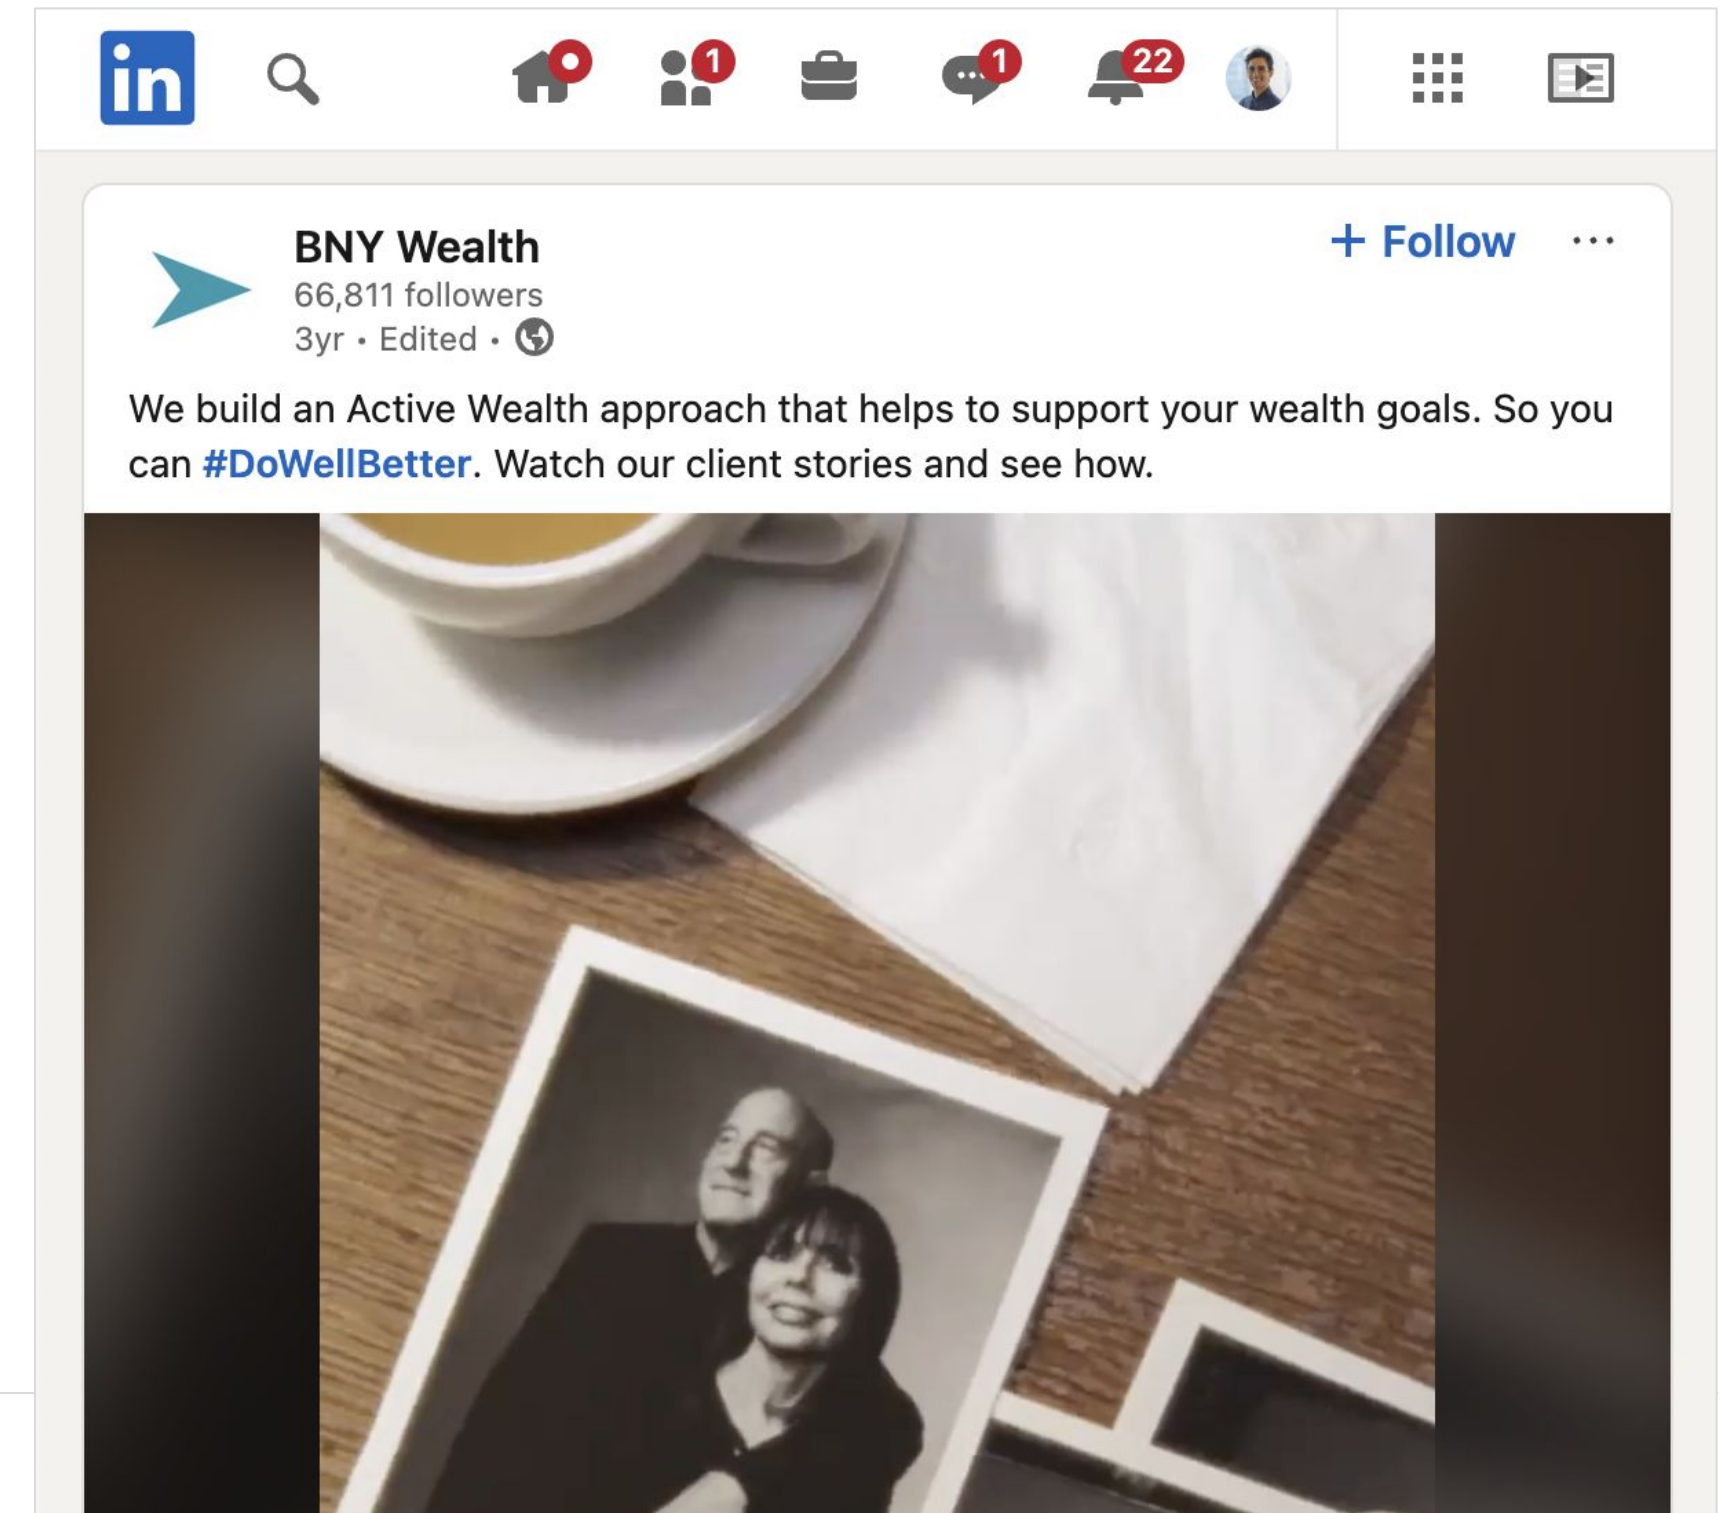 in
1
1
22
BNY Wealth
+ Follow
66,811 followers
3yr • Edited •
We build an Active Wealth approach that helps to support your wealth goals. So you
can #DoWellBetter. Watch our client stories and see how.